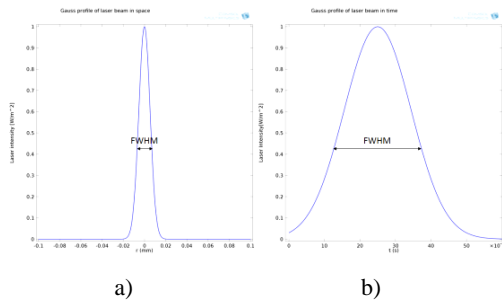 Gauss profile of laser beam in space
Laser intensity [W/m^2]
1
0.9
0.8
0.7
0.6
0.5
0.4
0.3
0.2
0.1
0
FWHM
-0.1 -0.08 -0.06 -0.04 -0.02 0 0.02 0.04 0.06 0.08 0.1
r (mm)
a)
Gauss profile of laser beam in time
Laser intensity[W/m^2]
1
0.9
0.8
0.7
0.6
0.5
0.4
0.3
0.2
0.1
0
FWHM
0 10 20 30 40 50
t (s)
b)